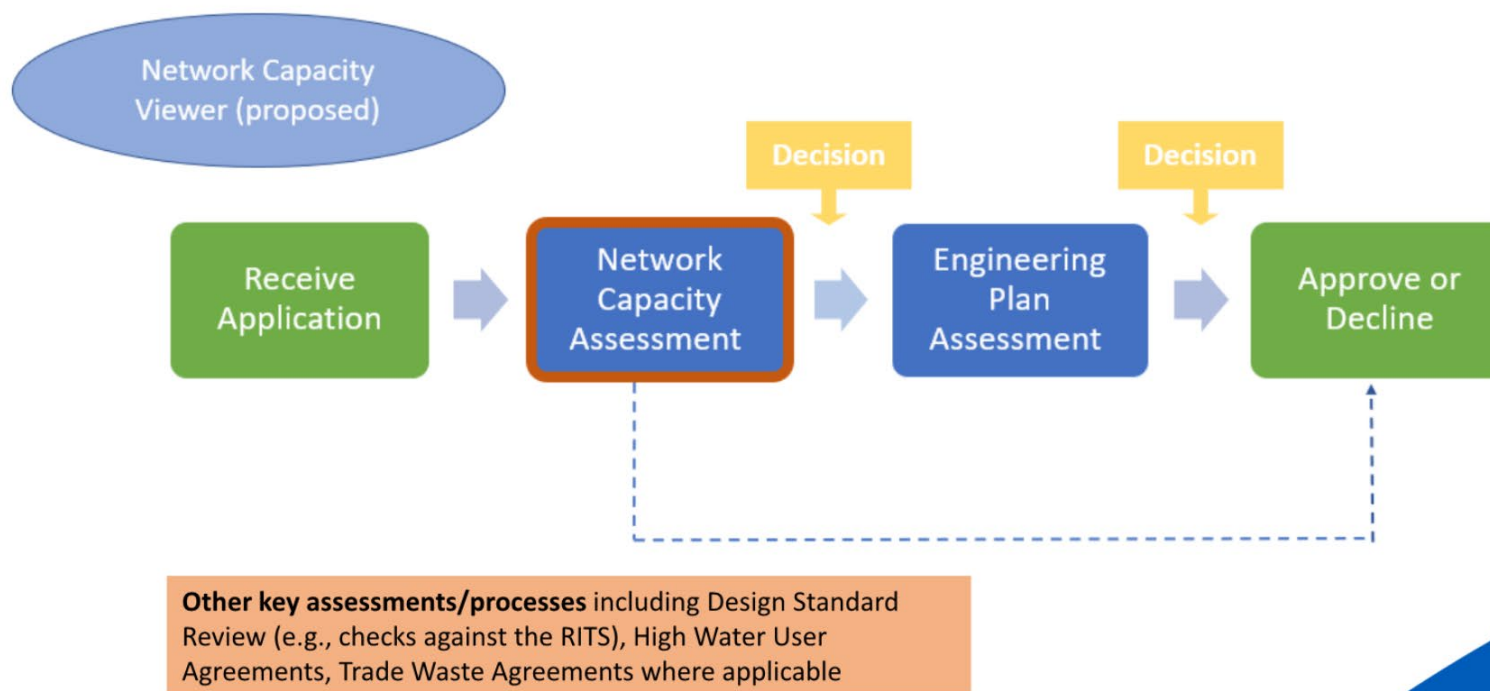 Network Capacity
Viewer (proposed)
Decision
Decision
Receive
Application
Network
Capacity
Assessment
Engineering
Plan
Assessment
Approve or
Decline
Other key assessments/processes including Design Standard
Review (e.g., checks against the RITS), High Water User
Agreements, Trade Waste Agreements where applicable